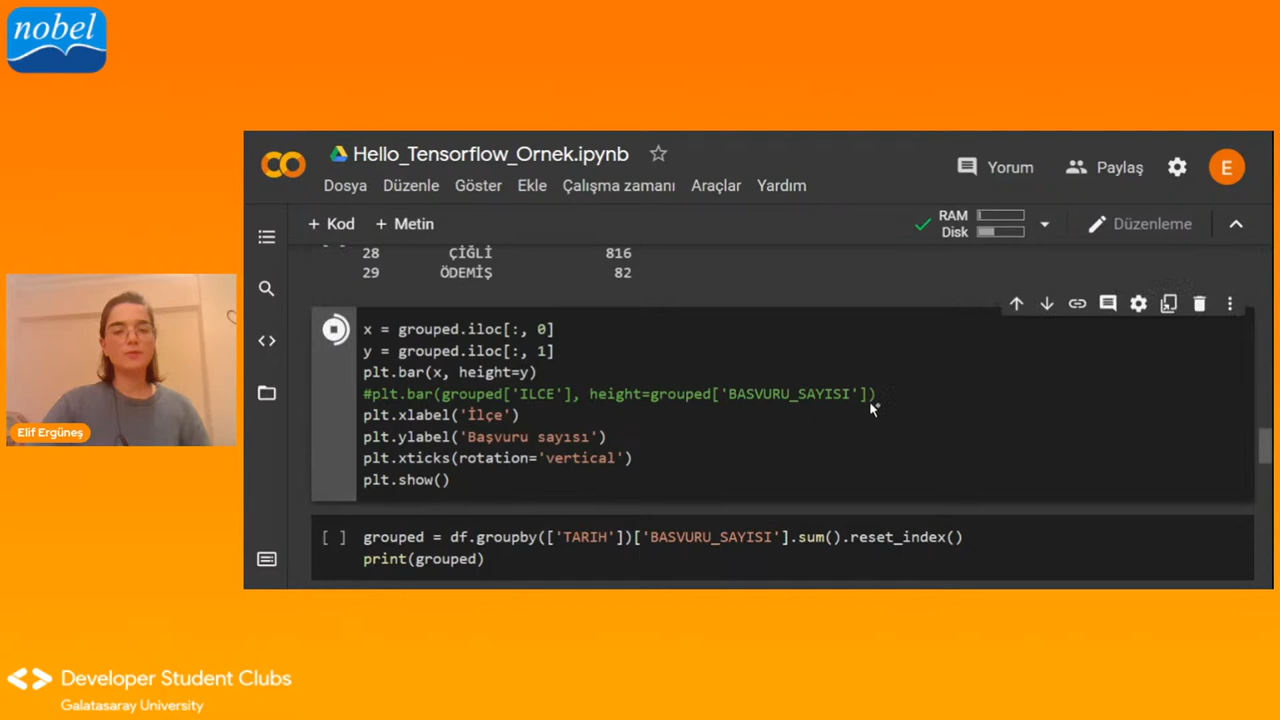 nobel
Hello_Tensorflow_Ornek.ipynb
Yorum
Paylaş
E
Dosya Düzenle Göster Ekle Çalışma zamanı Araçlar Yardım
+ Kod + Metin
RAM
Disk
Düzenleme
28 ÇİĞLİ 816
29 ÖDEMİŞ 82
x = grouped.iloc[:, 0]
y = grouped.iloc[:, 1]
plt.bar(x, height=y)
#plt.bar(grouped['ILCE'], height=grouped['BASVURU_SAYISI'])
plt.xlabel('İlçe')
plt.ylabel('Başvuru sayısı')
plt.xticks(rotation='vertical')
plt.show()
[ ] grouped = df.groupby(['TARIH'])['BASVURU_SAYISI'].sum().reset_index()
print(grouped)
Elif Ergüneş
Developer Student Clubs
Galatasaray University